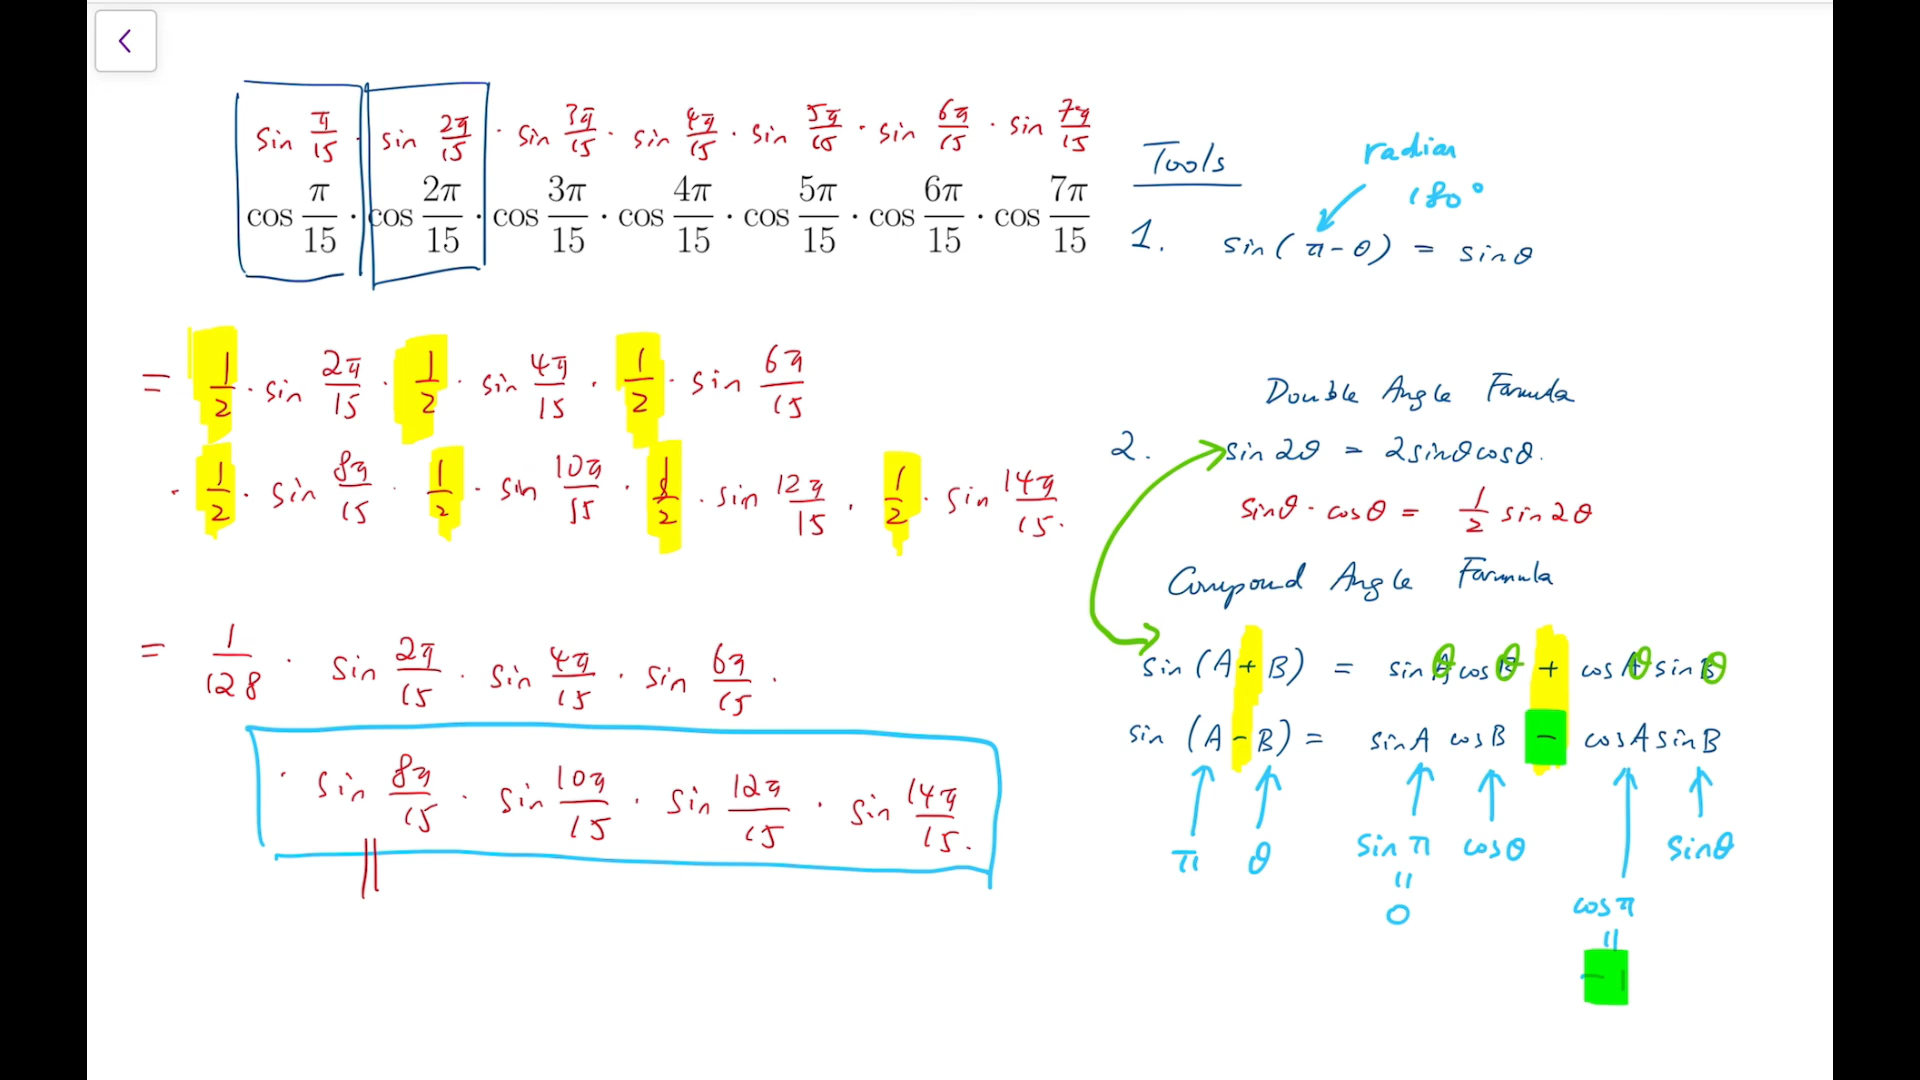 sin π/15 · sin 2π/15 · sin 3π/15 · sin 4π/15 · sin 5π/15 · sin 6π/15 · sin 7π/15
cos π/15 · cos 2π/15 · cos 3π/15 · cos 4π/15 · cos 5π/15 · cos 6π/15 · cos 7π/15
= 1/2 · sin 2π/15 · 1/2 · sin 4π/15 · 1/2 · sin 6π/15
· 1/2 · sin 8π/15 · 1/2 · sin 10π/15 · 1/2 · sin 12π/15 · 1/2 · sin 14π/15.
= 1/128 · sin 2π/15 · sin 4π/15 · sin 6π/15 ·
· sin 8π/15 · sin 10π/15 · sin 12π/15 · sin 14π/15.
||
Tools
radian
180°
1. sin(π-θ) = sinθ
Double Angle Formula
2. sin 2θ = 2sinθcosθ.
sinθ · cosθ = 1/2 sin 2θ
Compound Angle Formula
sin (A+B) = sin θ cos θ + cos θ sin θ
sin (A-B) = sinA cosB - cosA sinB
π θ sin π cosθ sinθ
||
0
cosπ
||
-1